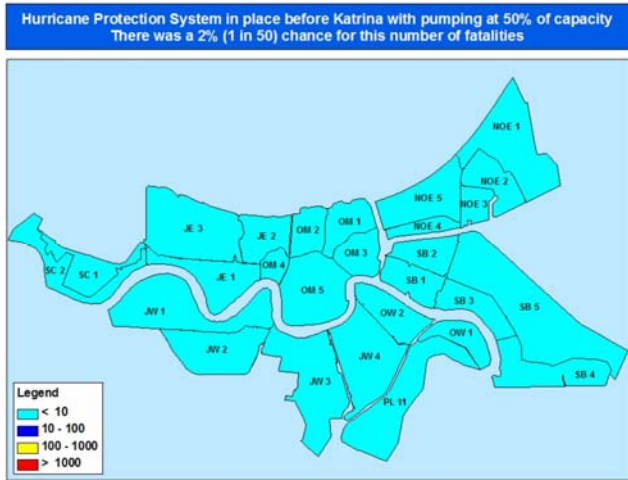 Hurricane Protection System in place before Katrina with pumping at 50% of capacity
There was a 2% (1 in 50) chance for this number of fatalities
NOE 1
NOE 2
NOE 5
NOE 3
NOE 4
OM 1
OM 2
JE 3
JE 2
OM 3
SB 2
OM 4
SC 2
SC 1
JE 1
SB 1
OM 5
SB 3
SB 5
JW 1
OW 2
OW 1
JW 2
JW 4
SB 4
JW 3
PL 11
Legend
< 10
10 - 100
100 - 1000
> 1000